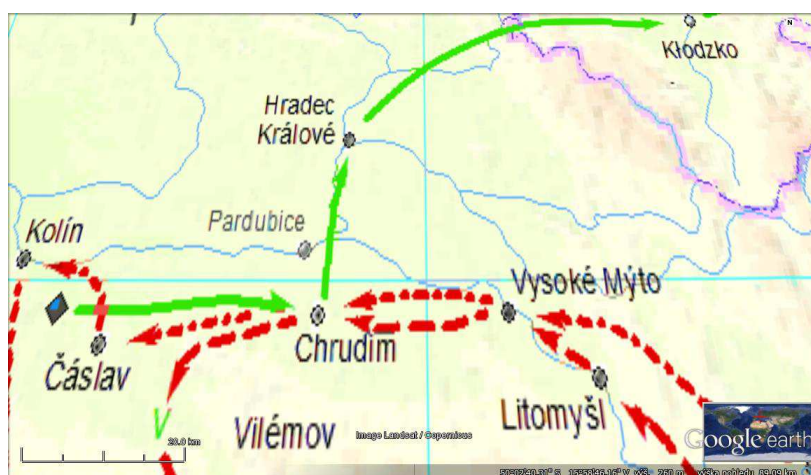 N
Kłodzko
Hradec
Králové
Pardubice
Kolín
Vysoké Mýto
Chrudim
Čáslav
Litomyšl
V
Vilémov
Image Landsat / Copernicus
20.0 km
Google earth